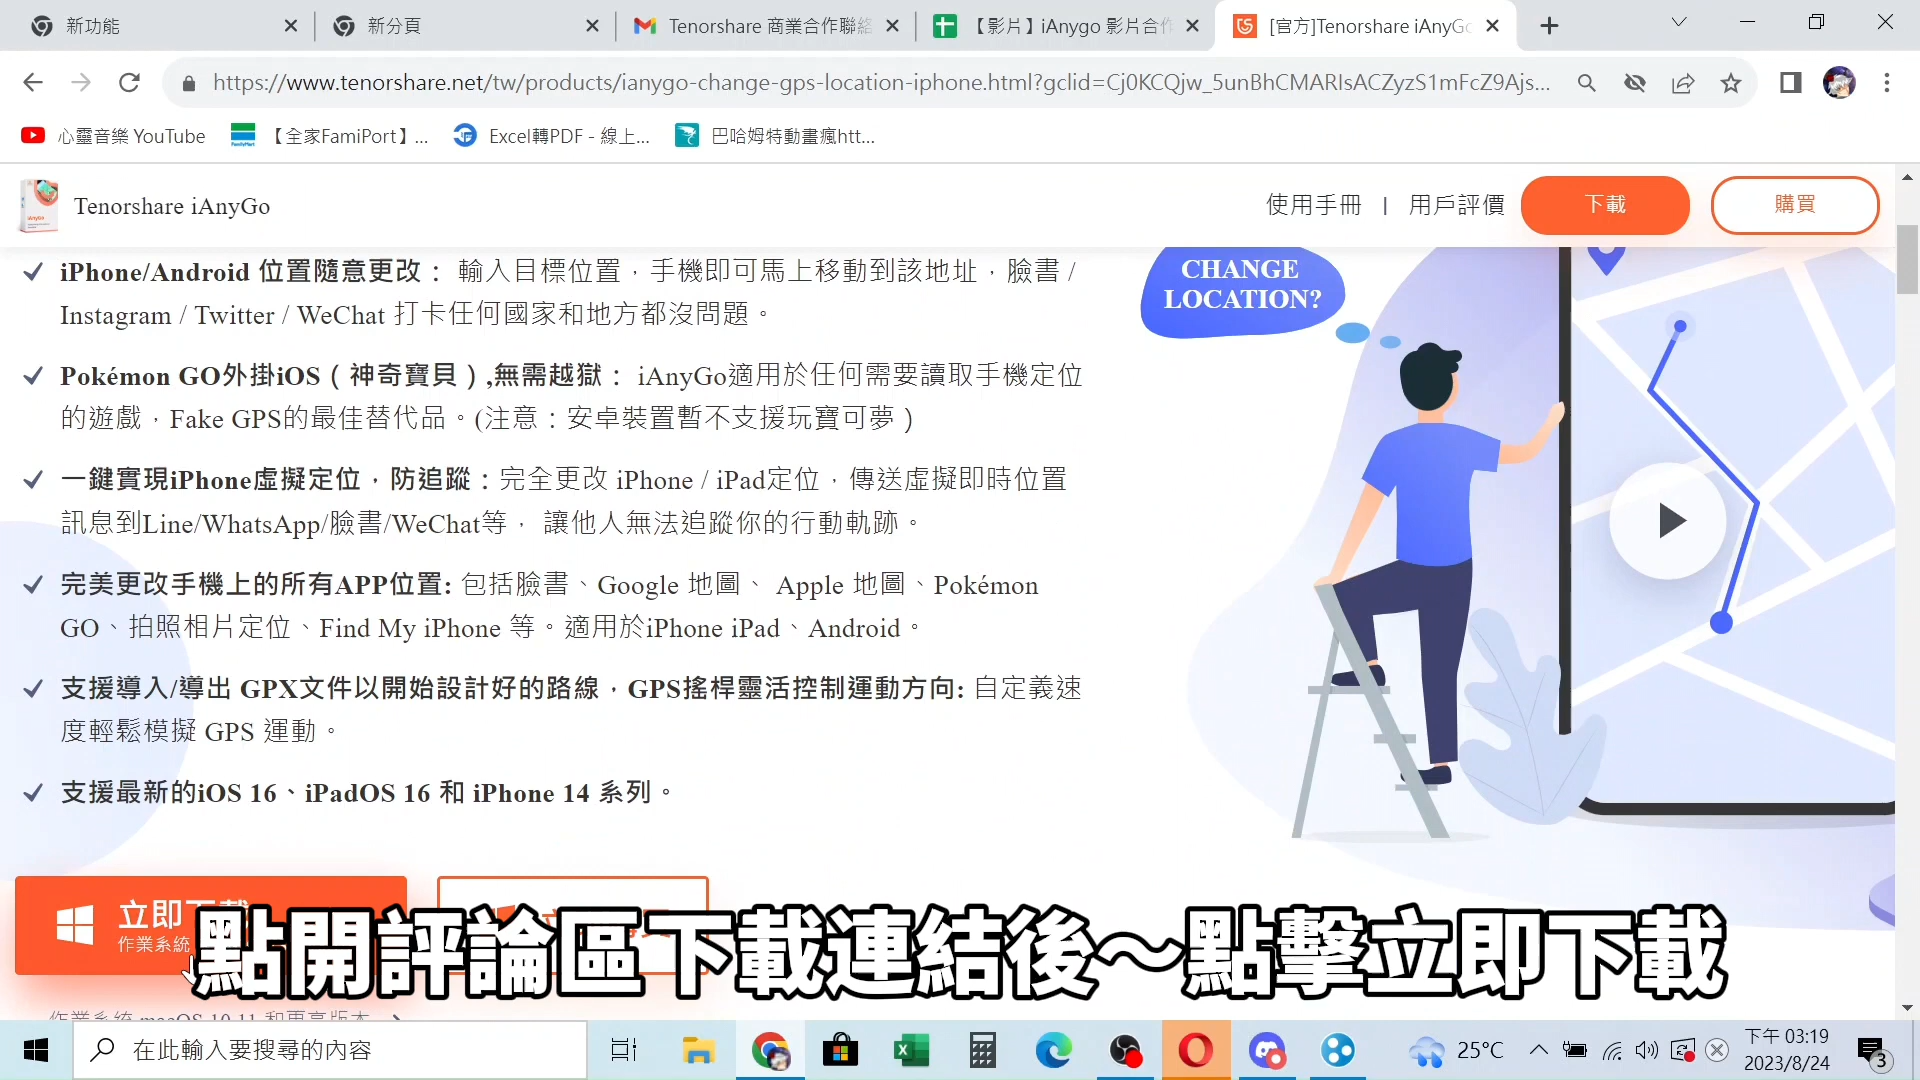 新功能
新分頁
Tenorshare 商業合作聯絡
【影片】iAnygo 影片合作
[官方]Tenorshare iAnyGo
https://www.tenorshare.net/tw/products/ianygo-change-gps-location-iphone.html?gclid=Cj0KCQjw_5unBhCMARIsACZyzS1mFcZ9Ajs...
心靈音樂 YouTube
【全家FamiPort】...
Excel轉PDF - 線上...
巴哈姆特動畫瘋htt...
Tenorshare iAnyGo
使用手冊 | 用戶評價
下載
購買
iPhone/Android 位置隨意更改： 輸入目標位置，手機即可馬上移動到該地址，臉書 /
Instagram / Twitter / WeChat 打卡任何國家和地方都沒問題。
Pokémon GO外掛iOS（神奇寶貝）,無需越獄： iAnyGo適用於任何需要讀取手機定位
的遊戲，Fake GPS的最佳替代品。(注意：安卓裝置暫不支援玩寶可夢）
一鍵實現iPhone虛擬定位，防追蹤：完全更改 iPhone / iPad定位，傳送虛擬即時位置
訊息到Line/WhatsApp/臉書/WeChat等， 讓他人無法追蹤你的行動軌跡。
完美更改手機上的所有APP位置: 包括臉書、Google 地圖、 Apple 地圖、Pokémon
GO、拍照相片定位、Find My iPhone 等。適用於iPhone iPad、Android。
支援導入/導出 GPX文件以開始設計好的路線，GPS搖桿靈活控制運動方向: 自定義速
度輕鬆模擬 GPS 運動。
支援最新的iOS 16、iPadOS 16 和 iPhone 14 系列。
CHANGE
LOCATION?
立即下載
作業系統
點開評論區下載連結後～點擊立即下載
作業系統 macOS 10.11 和更高版本
在此輸入要搜尋的內容
25°C
下午 03:19
2023/8/24
3